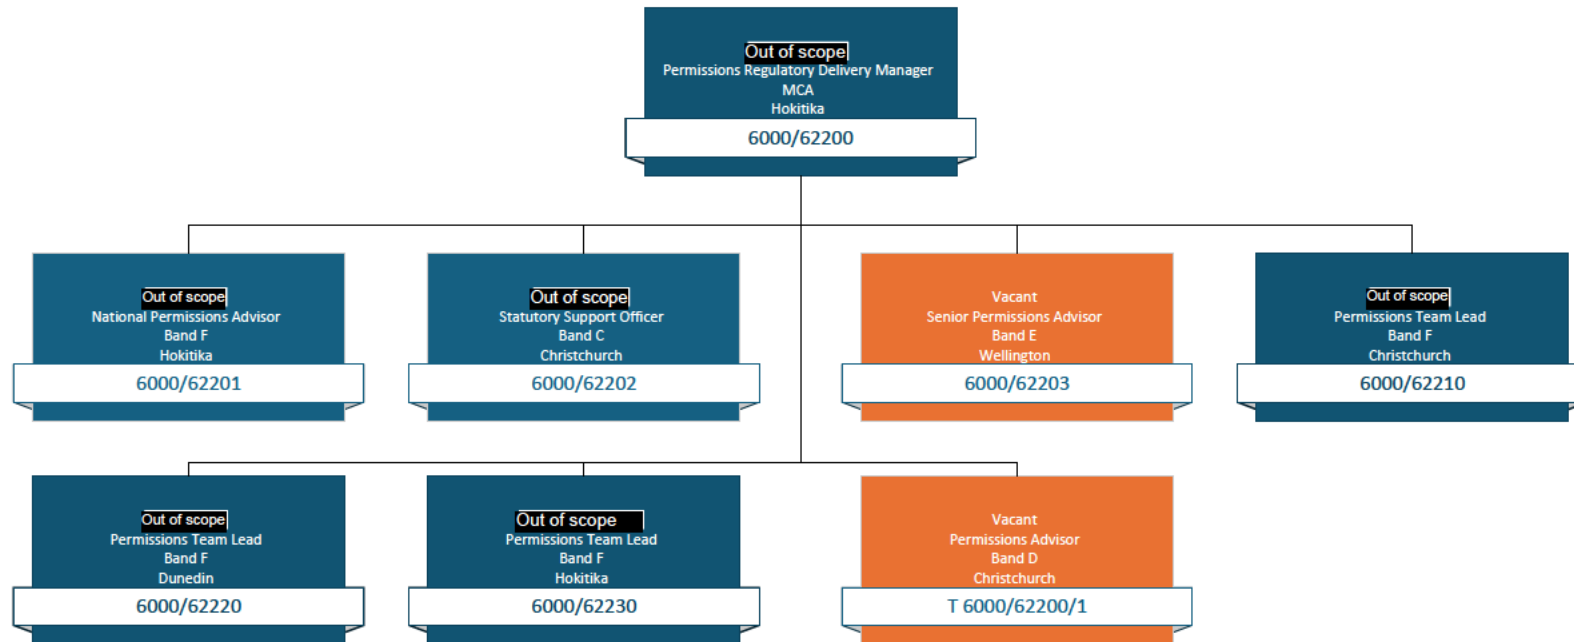 Out of scope
Permissions Regulatory Delivery Manager
MCA
Hokitika
6000/62200
Out of scope
National Permissions Advisor
Band F
Hokitika
6000/62201
Out of scope
Statutory Support Officer
Band C
Christchurch
6000/62202
Vacant
Senior Permissions Advisor
Band E
Wellington
6000/62203
Out of scope
Permissions Team Lead
Band F
Christchurch
6000/62210
Out of scope
Permissions Team Lead
Band F
Dunedin
6000/62220
Out of scope
Permissions Team Lead
Band F
Hokitika
6000/62230
Vacant
Permissions Advisor
Band D
Christchurch
T 6000/62200/1